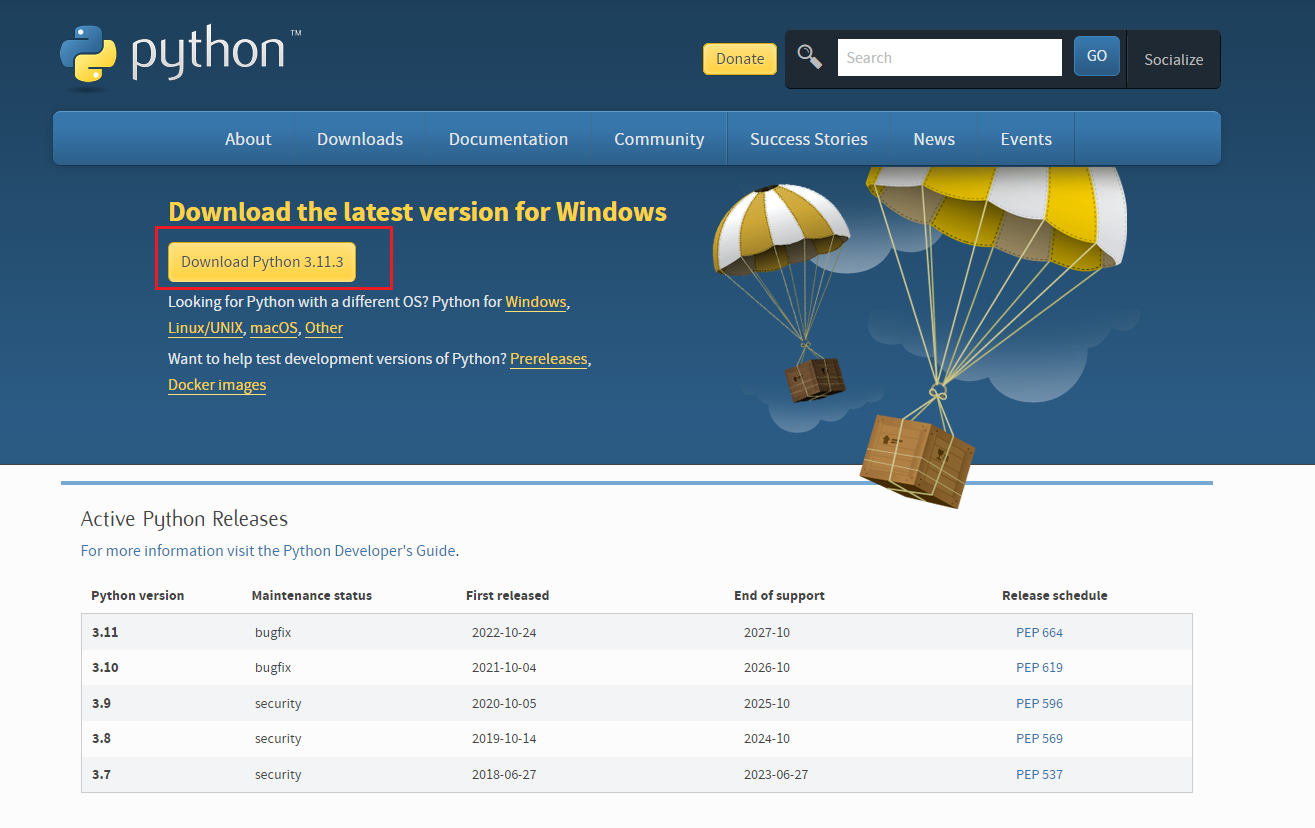 python™
Donate
Search
GO
Socialize
About Downloads Documentation Community Success Stories News Events
Download the latest version for Windows
Download Python 3.11.3
Looking for Python with a different OS? Python for Windows,
Linux/UNIX, macOS, Other
Want to help test development versions of Python? Prereleases,
Docker images
Active Python Releases
For more information visit the Python Developer's Guide.
Python version Maintenance status First released End of support Release schedule
3.11 bugfix 2022-10-24 2027-10 PEP 664
3.10 bugfix 2021-10-04 2026-10 PEP 619
3.9 security 2020-10-05 2025-10 PEP 596
3.8 security 2019-10-14 2024-10 PEP 569
3.7 security 2018-06-27 2023-06-27 PEP 537